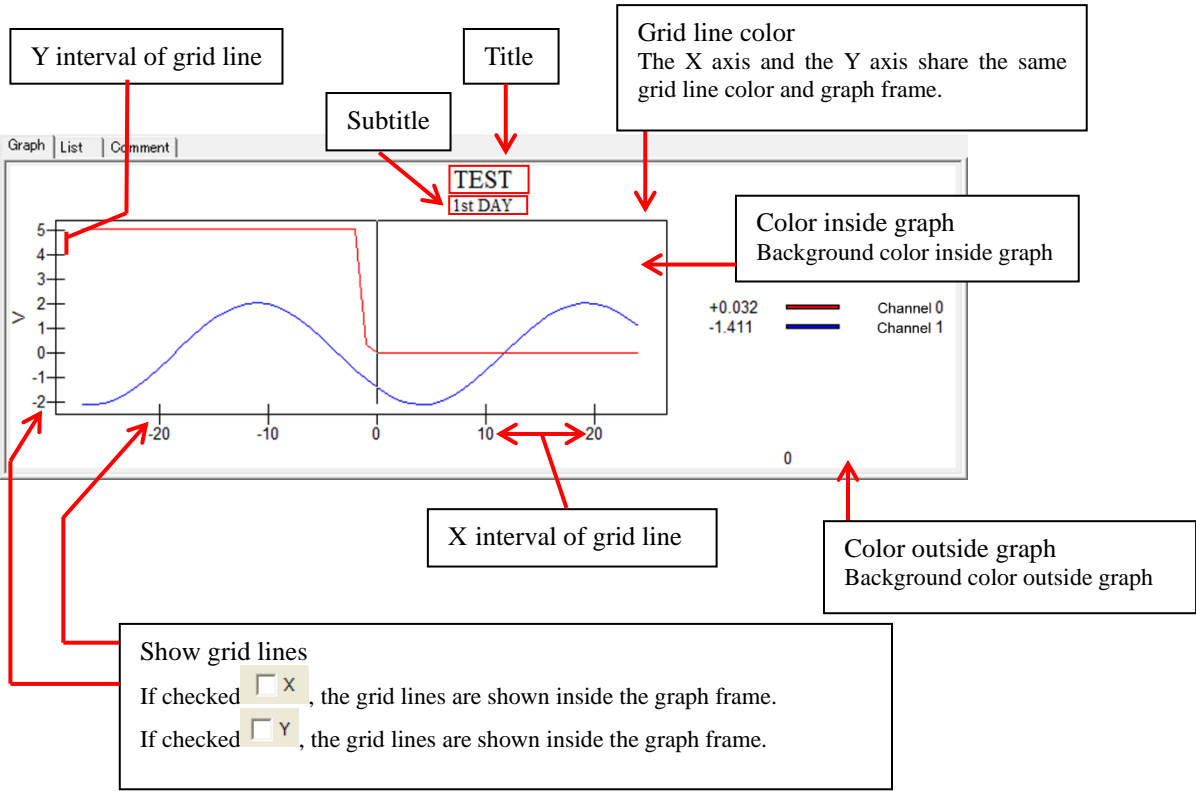 Y interval of grid line
Title
Grid line color
The X axis and the Y axis share the same
grid line color and graph frame.
Subtitle
Graph List Comment
TEST
1st DAY
Color inside graph
Background color inside graph
5
4
3
2
1
0
-1
-2
V
+0.032 Channel 0
-1.411 Channel 1
-20 -10 0 10 20
0
X interval of grid line
Color outside graph
Background color outside graph
Show grid lines
If checked X , the grid lines are shown inside the graph frame.
If checked Y , the grid lines are shown inside the graph frame.